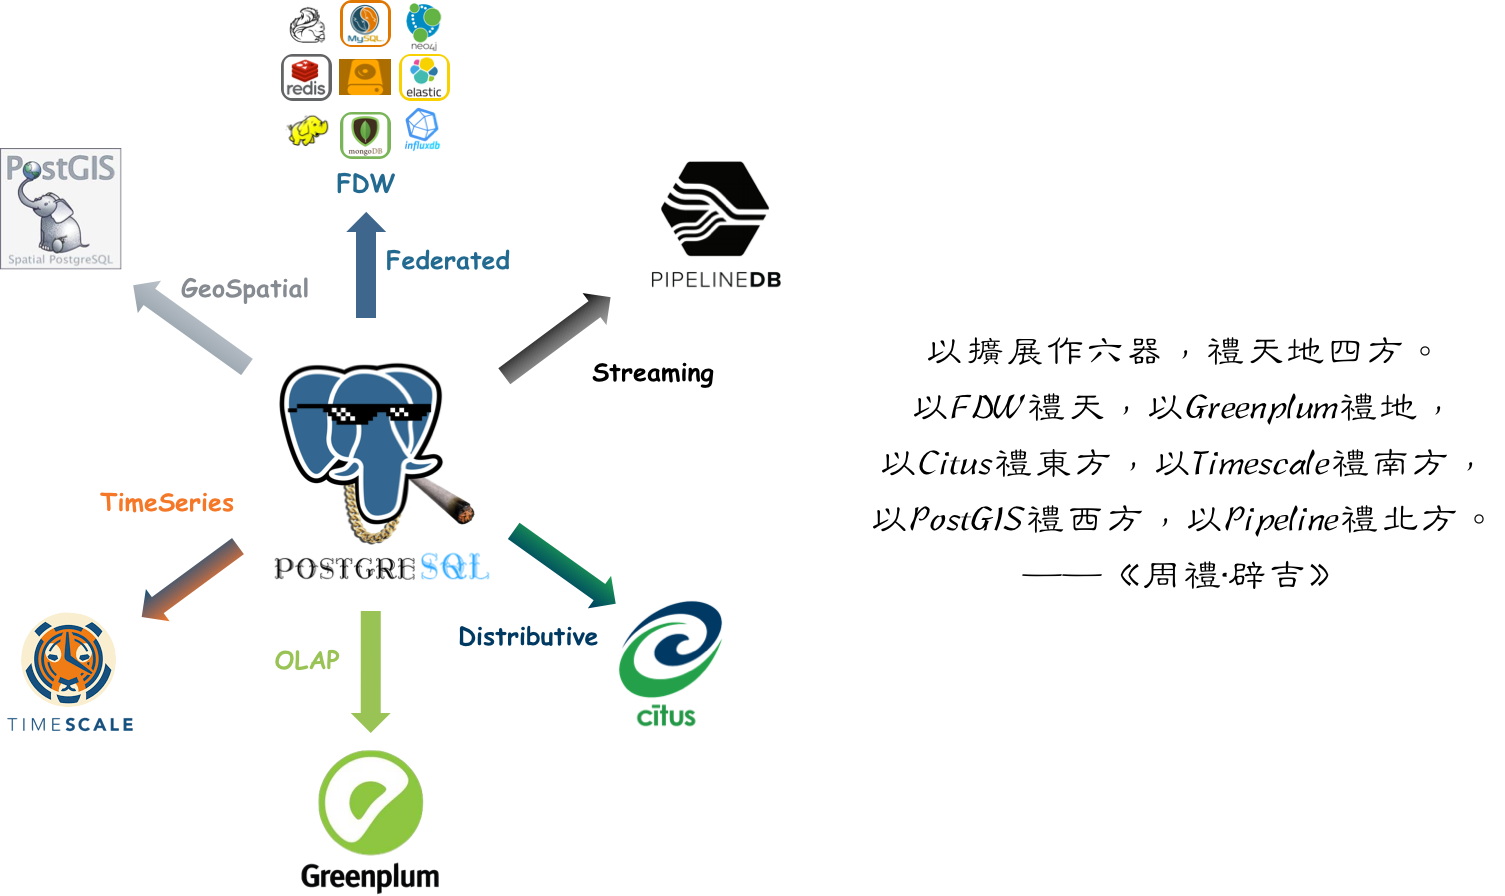 MySQL
neo4j
redis
elastic
mongoDB
influxdb
FDW
PostGIS
Spatial PostgreSQL
PIPELINEDB
Federated
GeoSpatial
Streaming
TimeSeries
POSTGRESQL
Distributive
OLAP
TIMESCALE
citus
Greenplum
以擴展作六器，禮天地四方。
以FDW禮天，以Greenplum禮地，
以Citus禮東方，以Timescale禮南方，
以PostGIS禮西方，以Pipeline禮北方。
——《周禮·辟吉》